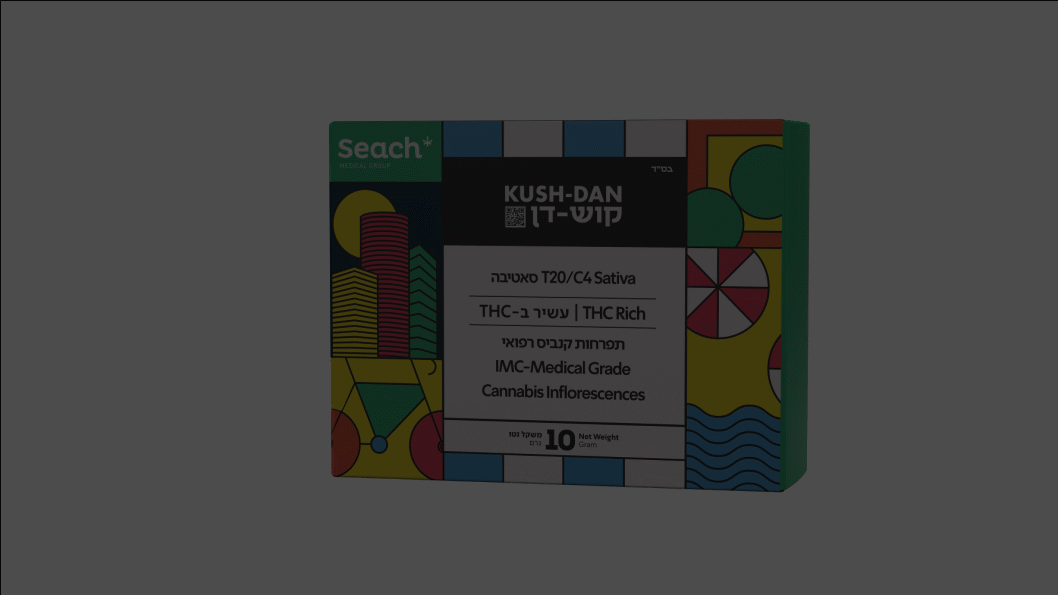 Seach
MEDICAL GROUP
בס״ד
KUSH-DAN
קוש-דן
T20/C4 Sativa סאטיבה
THC Rich | עשיר ב-THC
תפרחות קנביס רפואי
IMC-Medical Grade
Cannabis Inflorescences
משקל נטו 10 Net Weight
גרם Gram